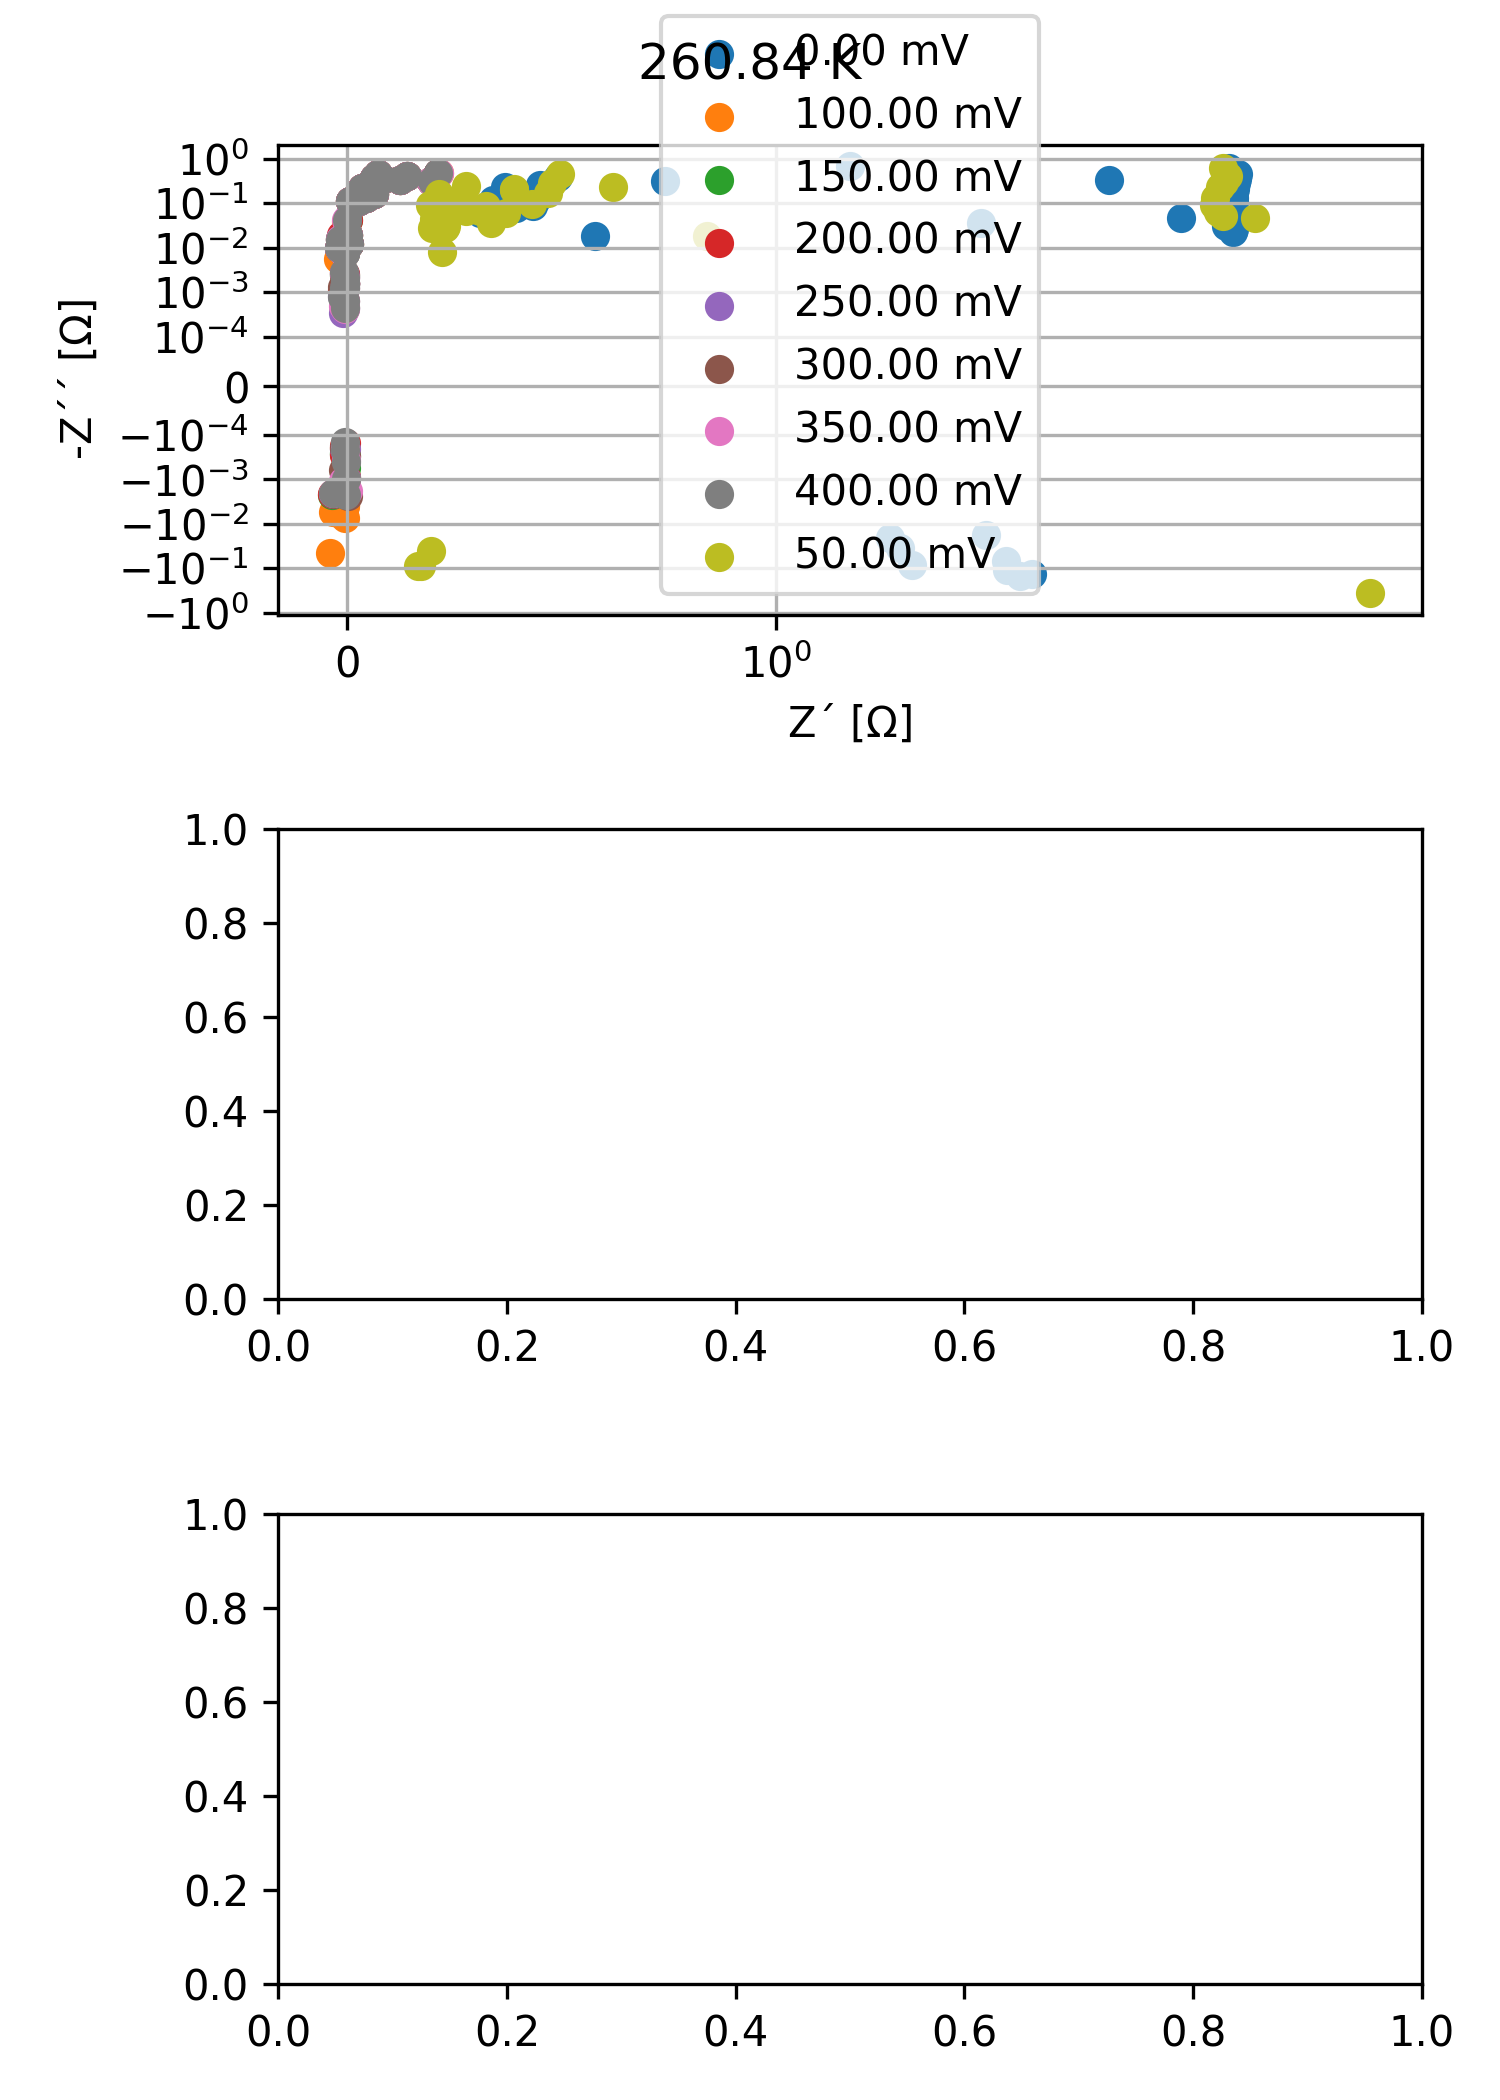 260.84 K
0.00 mV
100.00 mV
150.00 mV
200.00 mV
250.00 mV
300.00 mV
350.00 mV
400.00 mV
50.00 mV
10⁰
10⁻¹
10⁻²
10⁻³
10⁻⁴
0
−10⁻⁴
−10⁻³
−10⁻²
−10⁻¹
−10⁰
-Z´´ [Ω]
0 10⁰
Z´ [Ω]
1.0
0.8
0.6
0.4
0.2
0.0
0.0 0.2 0.4 0.6 0.8 1.0
1.0
0.8
0.6
0.4
0.2
0.0
0.0 0.2 0.4 0.6 0.8 1.0